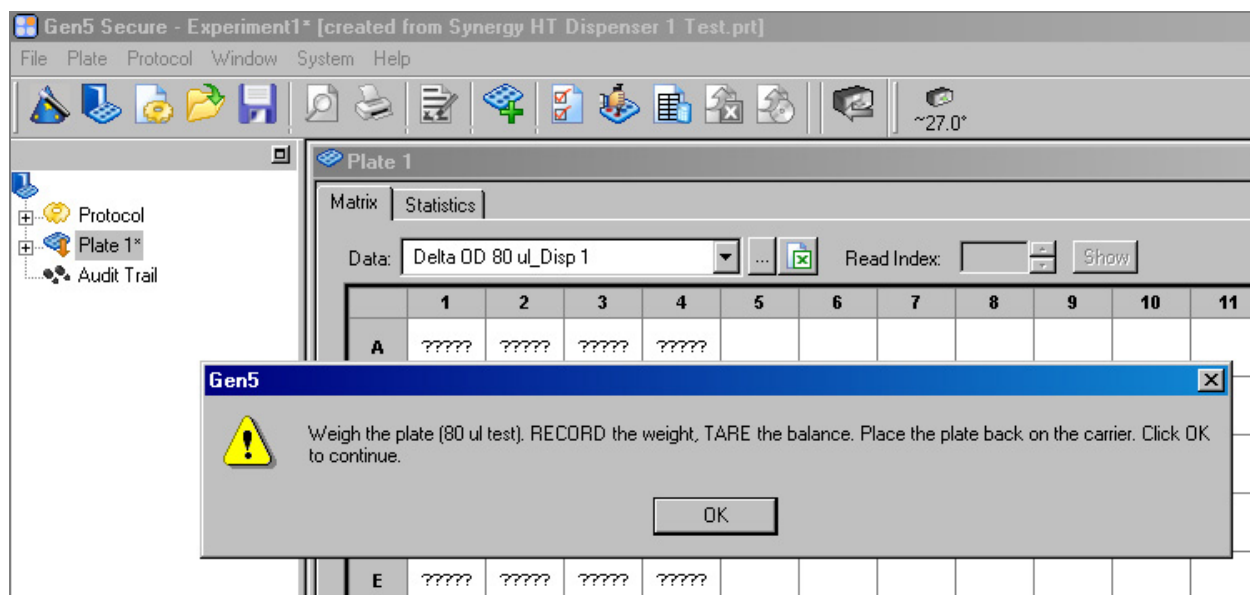 Gen5 Secure - Experiment1* [created from Synergy HT Dispenser 1 Test.prt]
File Plate Protocol Window System Help
~27.0°
Plate 1
Protocol
Plate 1*
Audit Trail
Matrix Statistics
Data: Delta OD 80 ul_Disp 1 ... Read Index: Show
1 2 3 4 5 6 7 8 9 10 11
A ????? ????? ????? ?????
Gen5
Weigh the plate (80 ul test). RECORD the weight, TARE the balance. Place the plate back on the carrier. Click OK
to continue.
OK
E ????? ????? ????? ?????